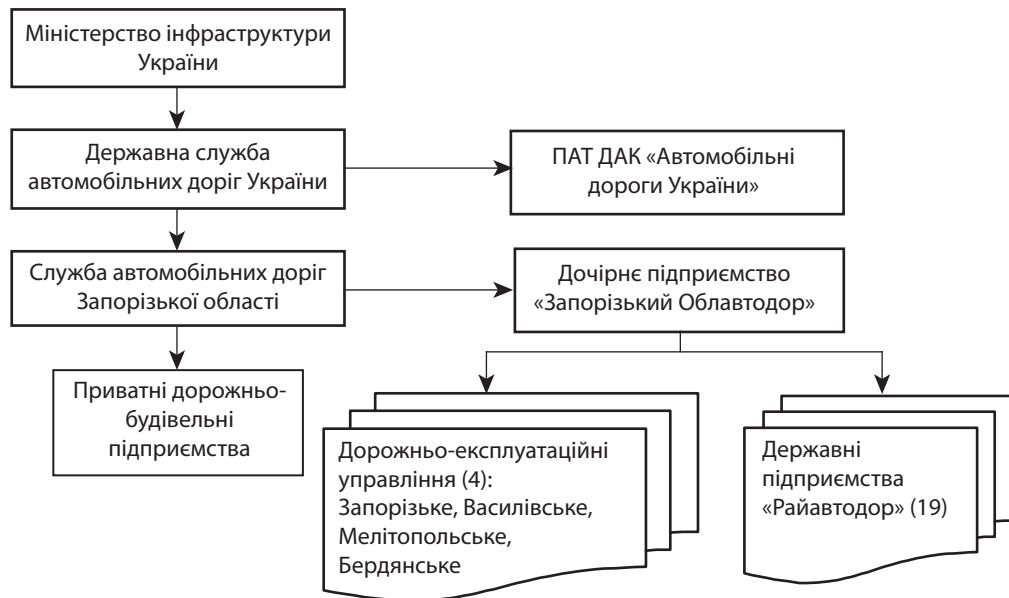 Міністерство інфраструктури
України
Державна служба
автомобільних доріг України
ПАТ ДАК «Автомобільні
дороги України»
Служба автомобільних доріг
Запорізької області
Дочірнє підприємство
«Запорізький Облавтодор»
Приватні дорожньо-
будівельні
підприємства
Дорожньо-експлуатаційні
управління (4):
Запорізьке, Василівське,
Мелітопольське,
Бердянське
Державні
підприємства
«Райавтодор» (19)